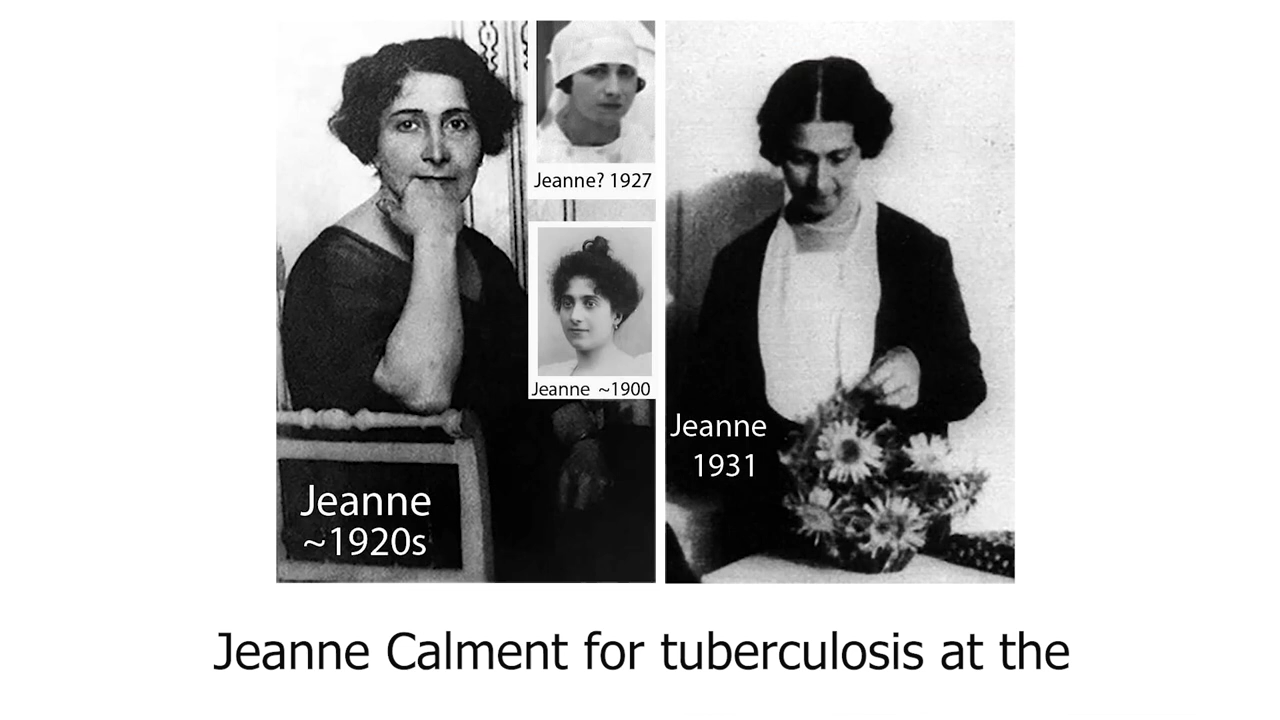 Jeanne? 1927
Jeanne ~1900
Jeanne
~1920s
Jeanne
1931
Jeanne Calment for tuberculosis at the